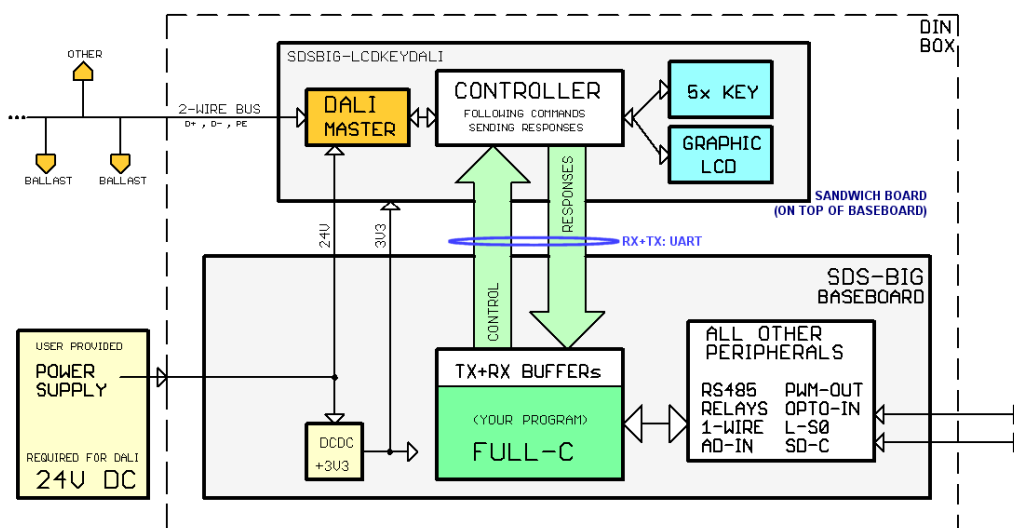 DIN
BOX
OTHER
SDSBIG-LCDKEYDALI
2-WIRE BUS
D+ , D- , PE
BALLAST
BALLAST
DALI
MASTER
CONTROLLER
FOLLOWING COMMANDS
SENDING RESPONSES
5x KEY
GRAPHIC
LCD
SANDWICH BOARD
(ON TOP OF BASEBOARD)
24V
3V3
RESPONSES
RX+TX: UART
CONTROL
SDS-BIG
BASEBOARD
USER PROVIDED
POWER
SUPPLY
REQUIRED FOR DALI
24V DC
DCDC
+3V3
TX+RX BUFFERs
(YOUR PROGRAM)
FULL-C
ALL OTHER
PERIPHERALS
RS485 PWM-OUT
RELAYS OPTO-IN
1-WIRE L-S0
AD-IN SD-C